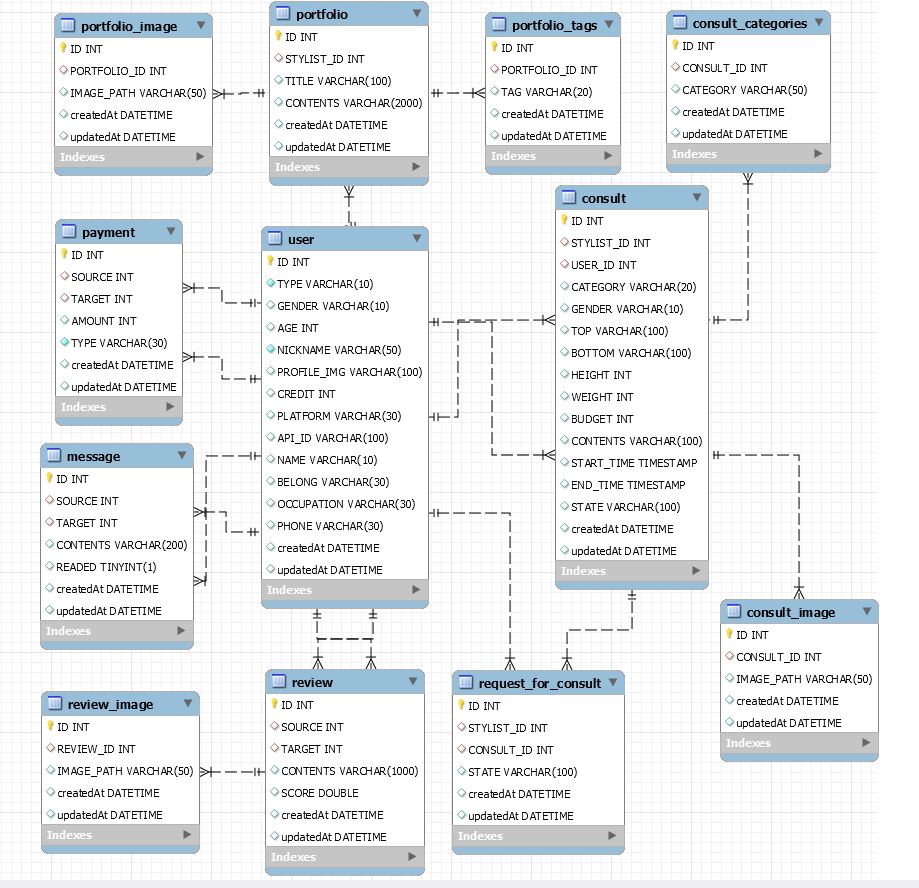 portfolio_image
ID INT
PORTFOLIO_ID INT
IMAGE_PATH VARCHAR(50)
createdAt DATETIME
updatedAt DATETIME
Indexes
portfolio
ID INT
STYLIST_ID INT
TITLE VARCHAR(100)
CONTENTS VARCHAR(2000)
createdAt DATETIME
updatedAt DATETIME
Indexes
portfolio_tags
ID INT
PORTFOLIO_ID INT
TAG VARCHAR(20)
createdAt DATETIME
updatedAt DATETIME
Indexes
consult_categories
ID INT
CONSULT_ID INT
CATEGORY VARCHAR(50)
createdAt DATETIME
updatedAt DATETIME
Indexes
payment
ID INT
SOURCE INT
TARGET INT
AMOUNT INT
TYPE VARCHAR(30)
createdAt DATETIME
updatedAt DATETIME
Indexes
user
ID INT
TYPE VARCHAR(10)
GENDER VARCHAR(10)
AGE INT
NICKNAME VARCHAR(50)
PROFILE_IMG VARCHAR(100)
CREDIT INT
PLATFORM VARCHAR(30)
API_ID VARCHAR(100)
NAME VARCHAR(10)
BELONG VARCHAR(30)
OCCUPATION VARCHAR(30)
PHONE VARCHAR(30)
createdAt DATETIME
updatedAt DATETIME
Indexes
consult
ID INT
STYLIST_ID INT
USER_ID INT
CATEGORY VARCHAR(20)
GENDER VARCHAR(10)
TOP VARCHAR(100)
BOTTOM VARCHAR(100)
HEIGHT INT
WEIGHT INT
BUDGET INT
CONTENTS VARCHAR(100)
START_TIME TIMESTAMP
END_TIME TIMESTAMP
STATE VARCHAR(100)
createdAt DATETIME
updatedAt DATETIME
Indexes
message
ID INT
SOURCE INT
TARGET INT
CONTENTS VARCHAR(200)
READED TINYINT(1)
createdAt DATETIME
updatedAt DATETIME
Indexes
consult_image
ID INT
CONSULT_ID INT
IMAGE_PATH VARCHAR(50)
createdAt DATETIME
updatedAt DATETIME
Indexes
review_image
ID INT
REVIEW_ID INT
IMAGE_PATH VARCHAR(50)
createdAt DATETIME
updatedAt DATETIME
Indexes
review
ID INT
SOURCE INT
TARGET INT
CONTENTS VARCHAR(1000)
SCORE DOUBLE
createdAt DATETIME
updatedAt DATETIME
Indexes
request_for_consult
ID INT
STYLIST_ID INT
CONSULT_ID INT
STATE VARCHAR(100)
createdAt DATETIME
updatedAt DATETIME
Indexes